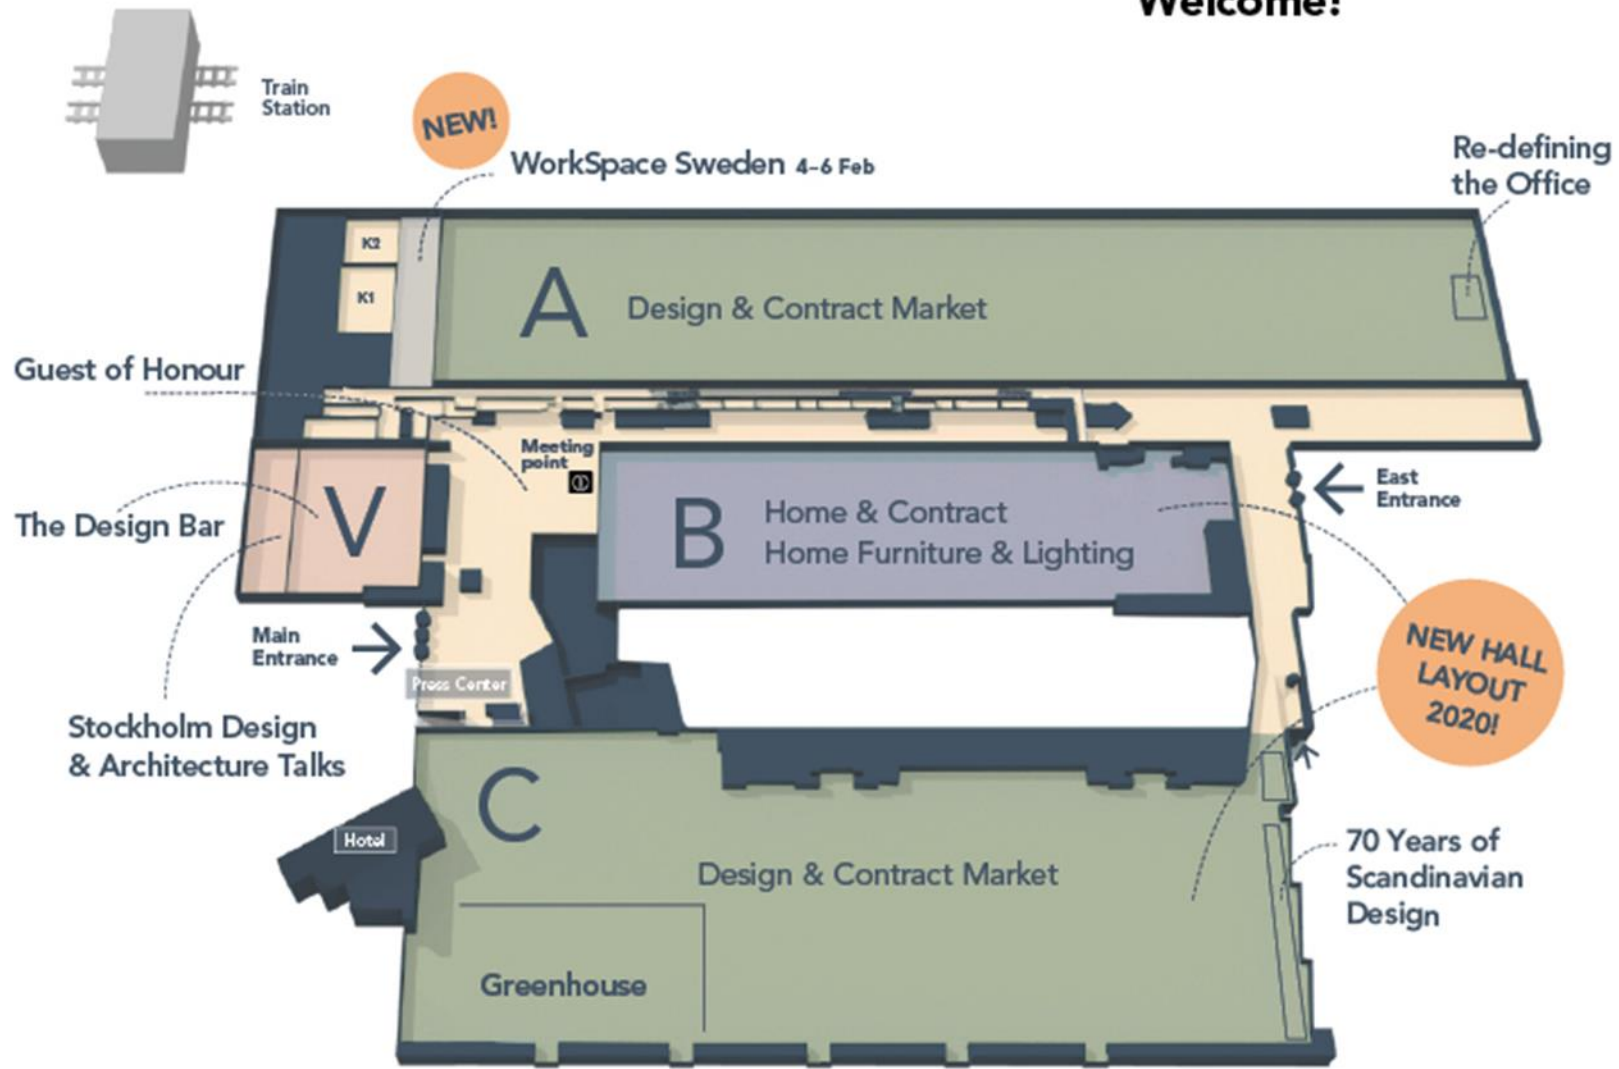 Welcome!
Train
Station
NEW!
WorkSpace Sweden 4–6 Feb
Re-defining
the Office
K2
K1
A Design & Contract Market
Guest of Honour
Meeting
point
V
The Design Bar
B Home & Contract
Home Furniture & Lighting
East
Entrance
Main
Entrance
Press Center
NEW HALL
LAYOUT
2020!
Stockholm Design
& Architecture Talks
C
Hotel
Design & Contract Market
70 Years of
Scandinavian
Design
Greenhouse